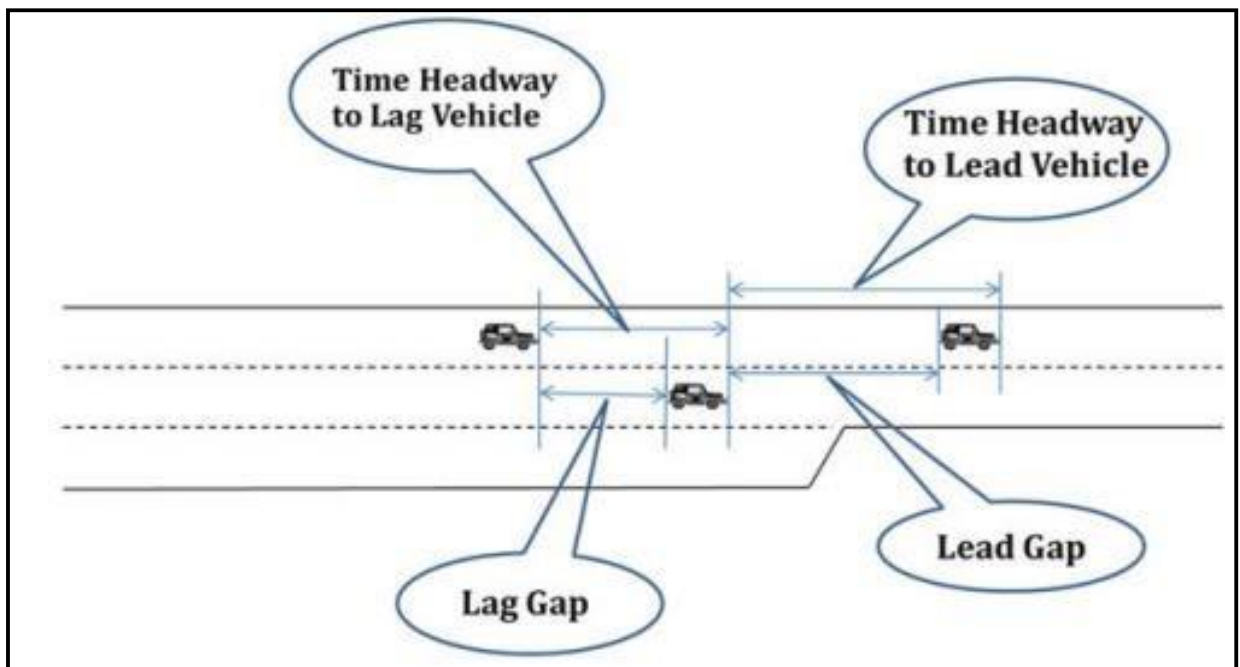 Time Headway
to Lag Vehicle
Time Headway
to Lead Vehicle
Lead Gap
Lag Gap